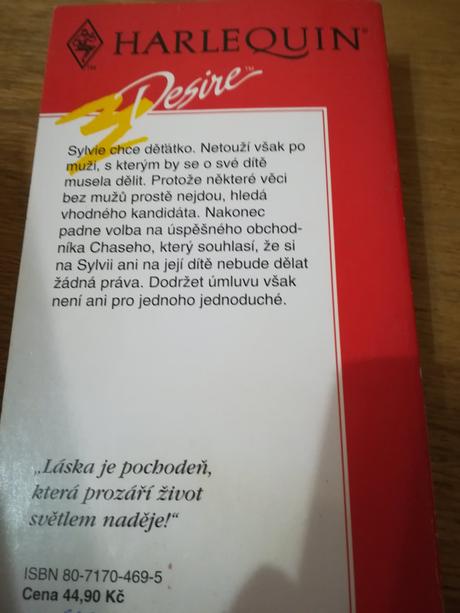 HARLEQUIN®
Desire™
Sylvie chce děťátko. Netouží však po
muži, s kterým by se o své dítě
musela dělit. Protože některé věci
bez mužů prostě nejdou, hledá
vhodného kandidáta. Nakonec
padne volba na úspěšného obchod-
níka Chaseho, který souhlasí, že si
na Sylvii ani na její dítě nebude dělat
žádná práva. Dodržet úmluvu však
není ani pro jednoho jednoduché.
„Láska je pochodeň,
která prozáří život
světlem naděje!“
ISBN 80-7170-469-5
Cena 44,90 Kč